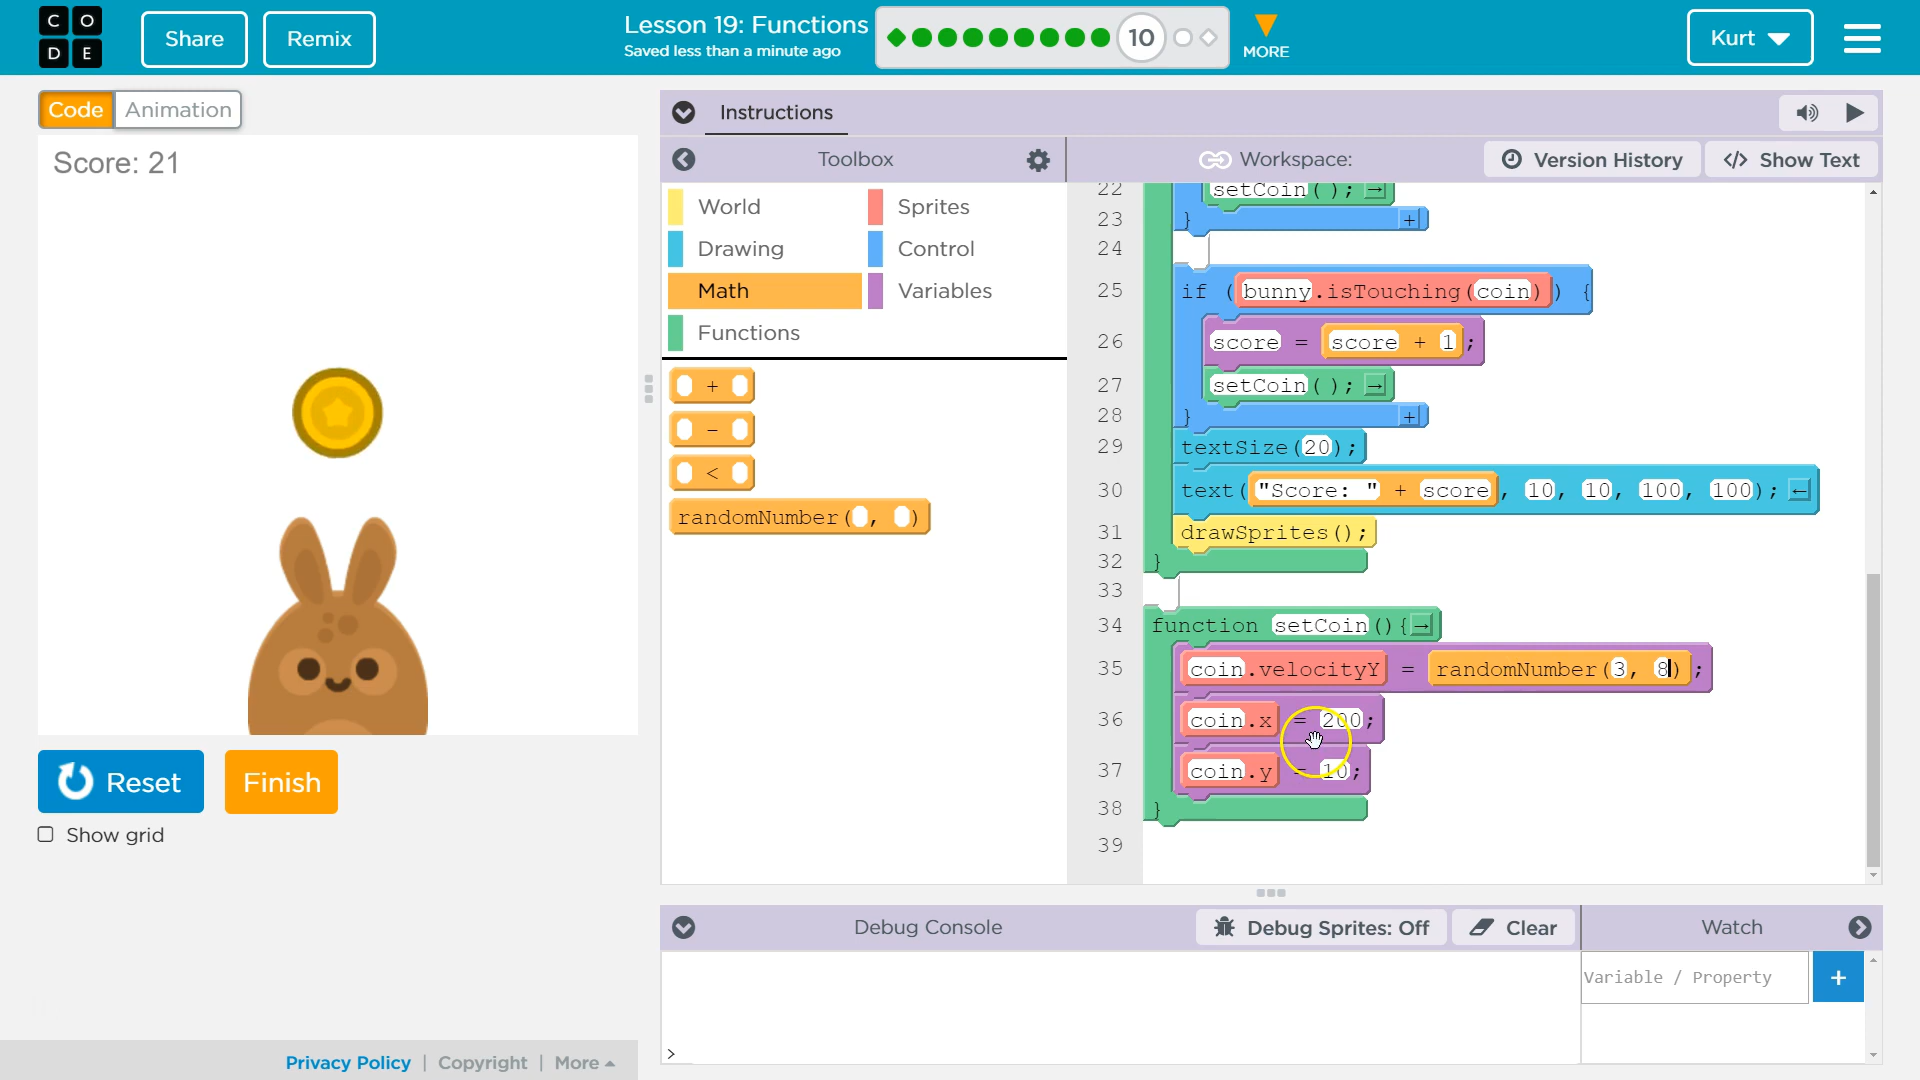 C O
D E
Share
Remix
Lesson 19: Functions
Saved less than a minute ago
10
MORE
Kurt
Code
Animation
Instructions
Toolbox
Workspace:
Version History
</> Show Text
Score: 21
World
Sprites
Drawing
Control
Math
Variables
Functions
+
-
<
randomNumber( , )
22 setCoin();
23 }
24
25 if (bunny.isTouching(coin)) {
26 score = score + 1;
27 setCoin();
28 }
29 textSize(20);
30 text("Score: " + score, 10, 10, 100, 100);
31 drawSprites();
32 }
33
34 function setCoin(){
35 coin.velocityY = randomNumber(3, 8);
36 coin.x = 200;
37 coin.y = 10;
38 }
39
Reset
Finish
Show grid
Debug Console
Debug Sprites: Off
Clear
Watch
Variable / Property
+
>
Privacy Policy | Copyright | More